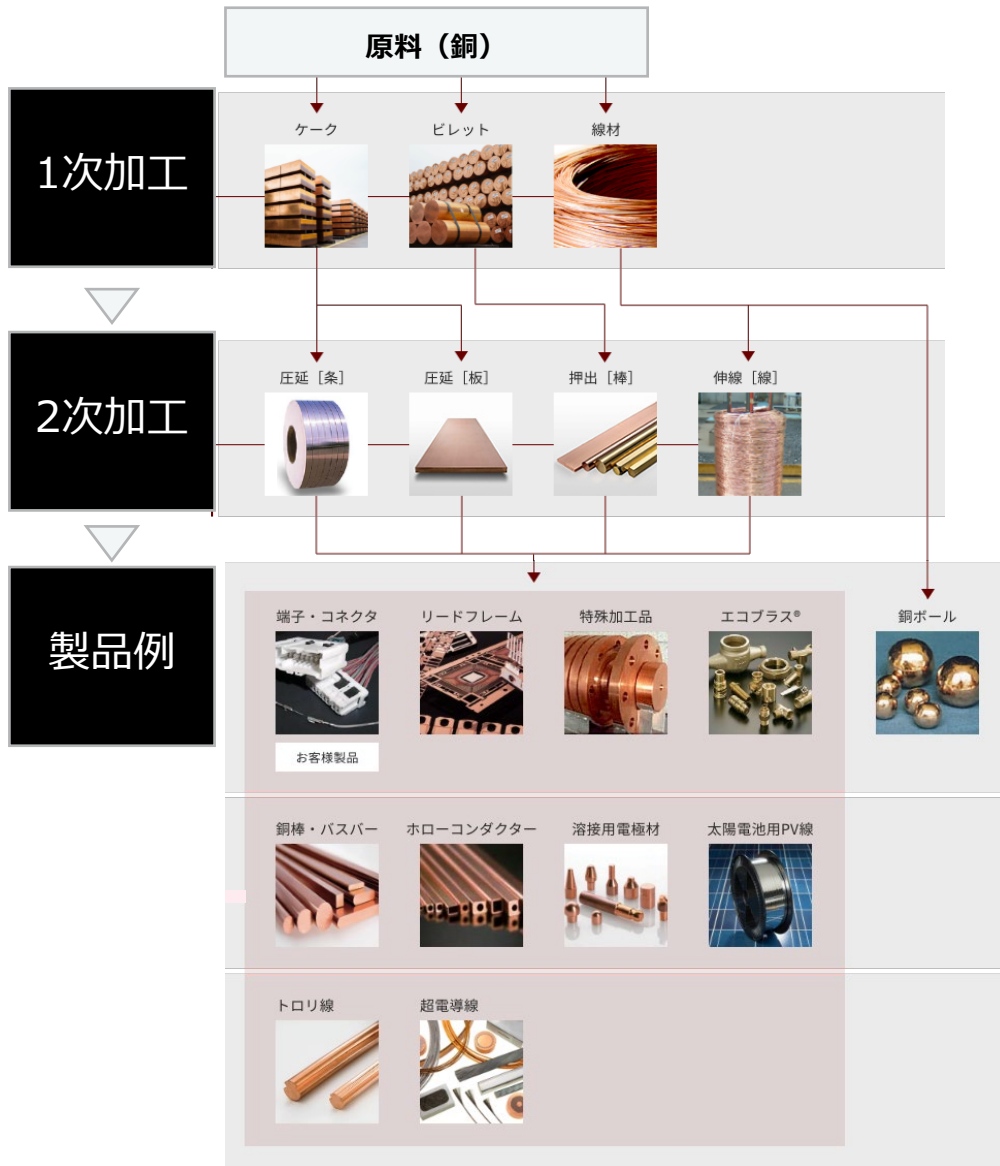 原料（銅）
1次加工
ケーク
ビレット
線材
2次加工
圧延［条］
圧延［板］
押出［棒］
伸線［線］
製品例
端子・コネクタ
リードフレーム
特殊加工品
エコブラス®
銅ボール
お客様製品
銅棒・バスバー
ホローコンダクター
溶接用電極材
太陽電池用PV線
トロリ線
超電導線